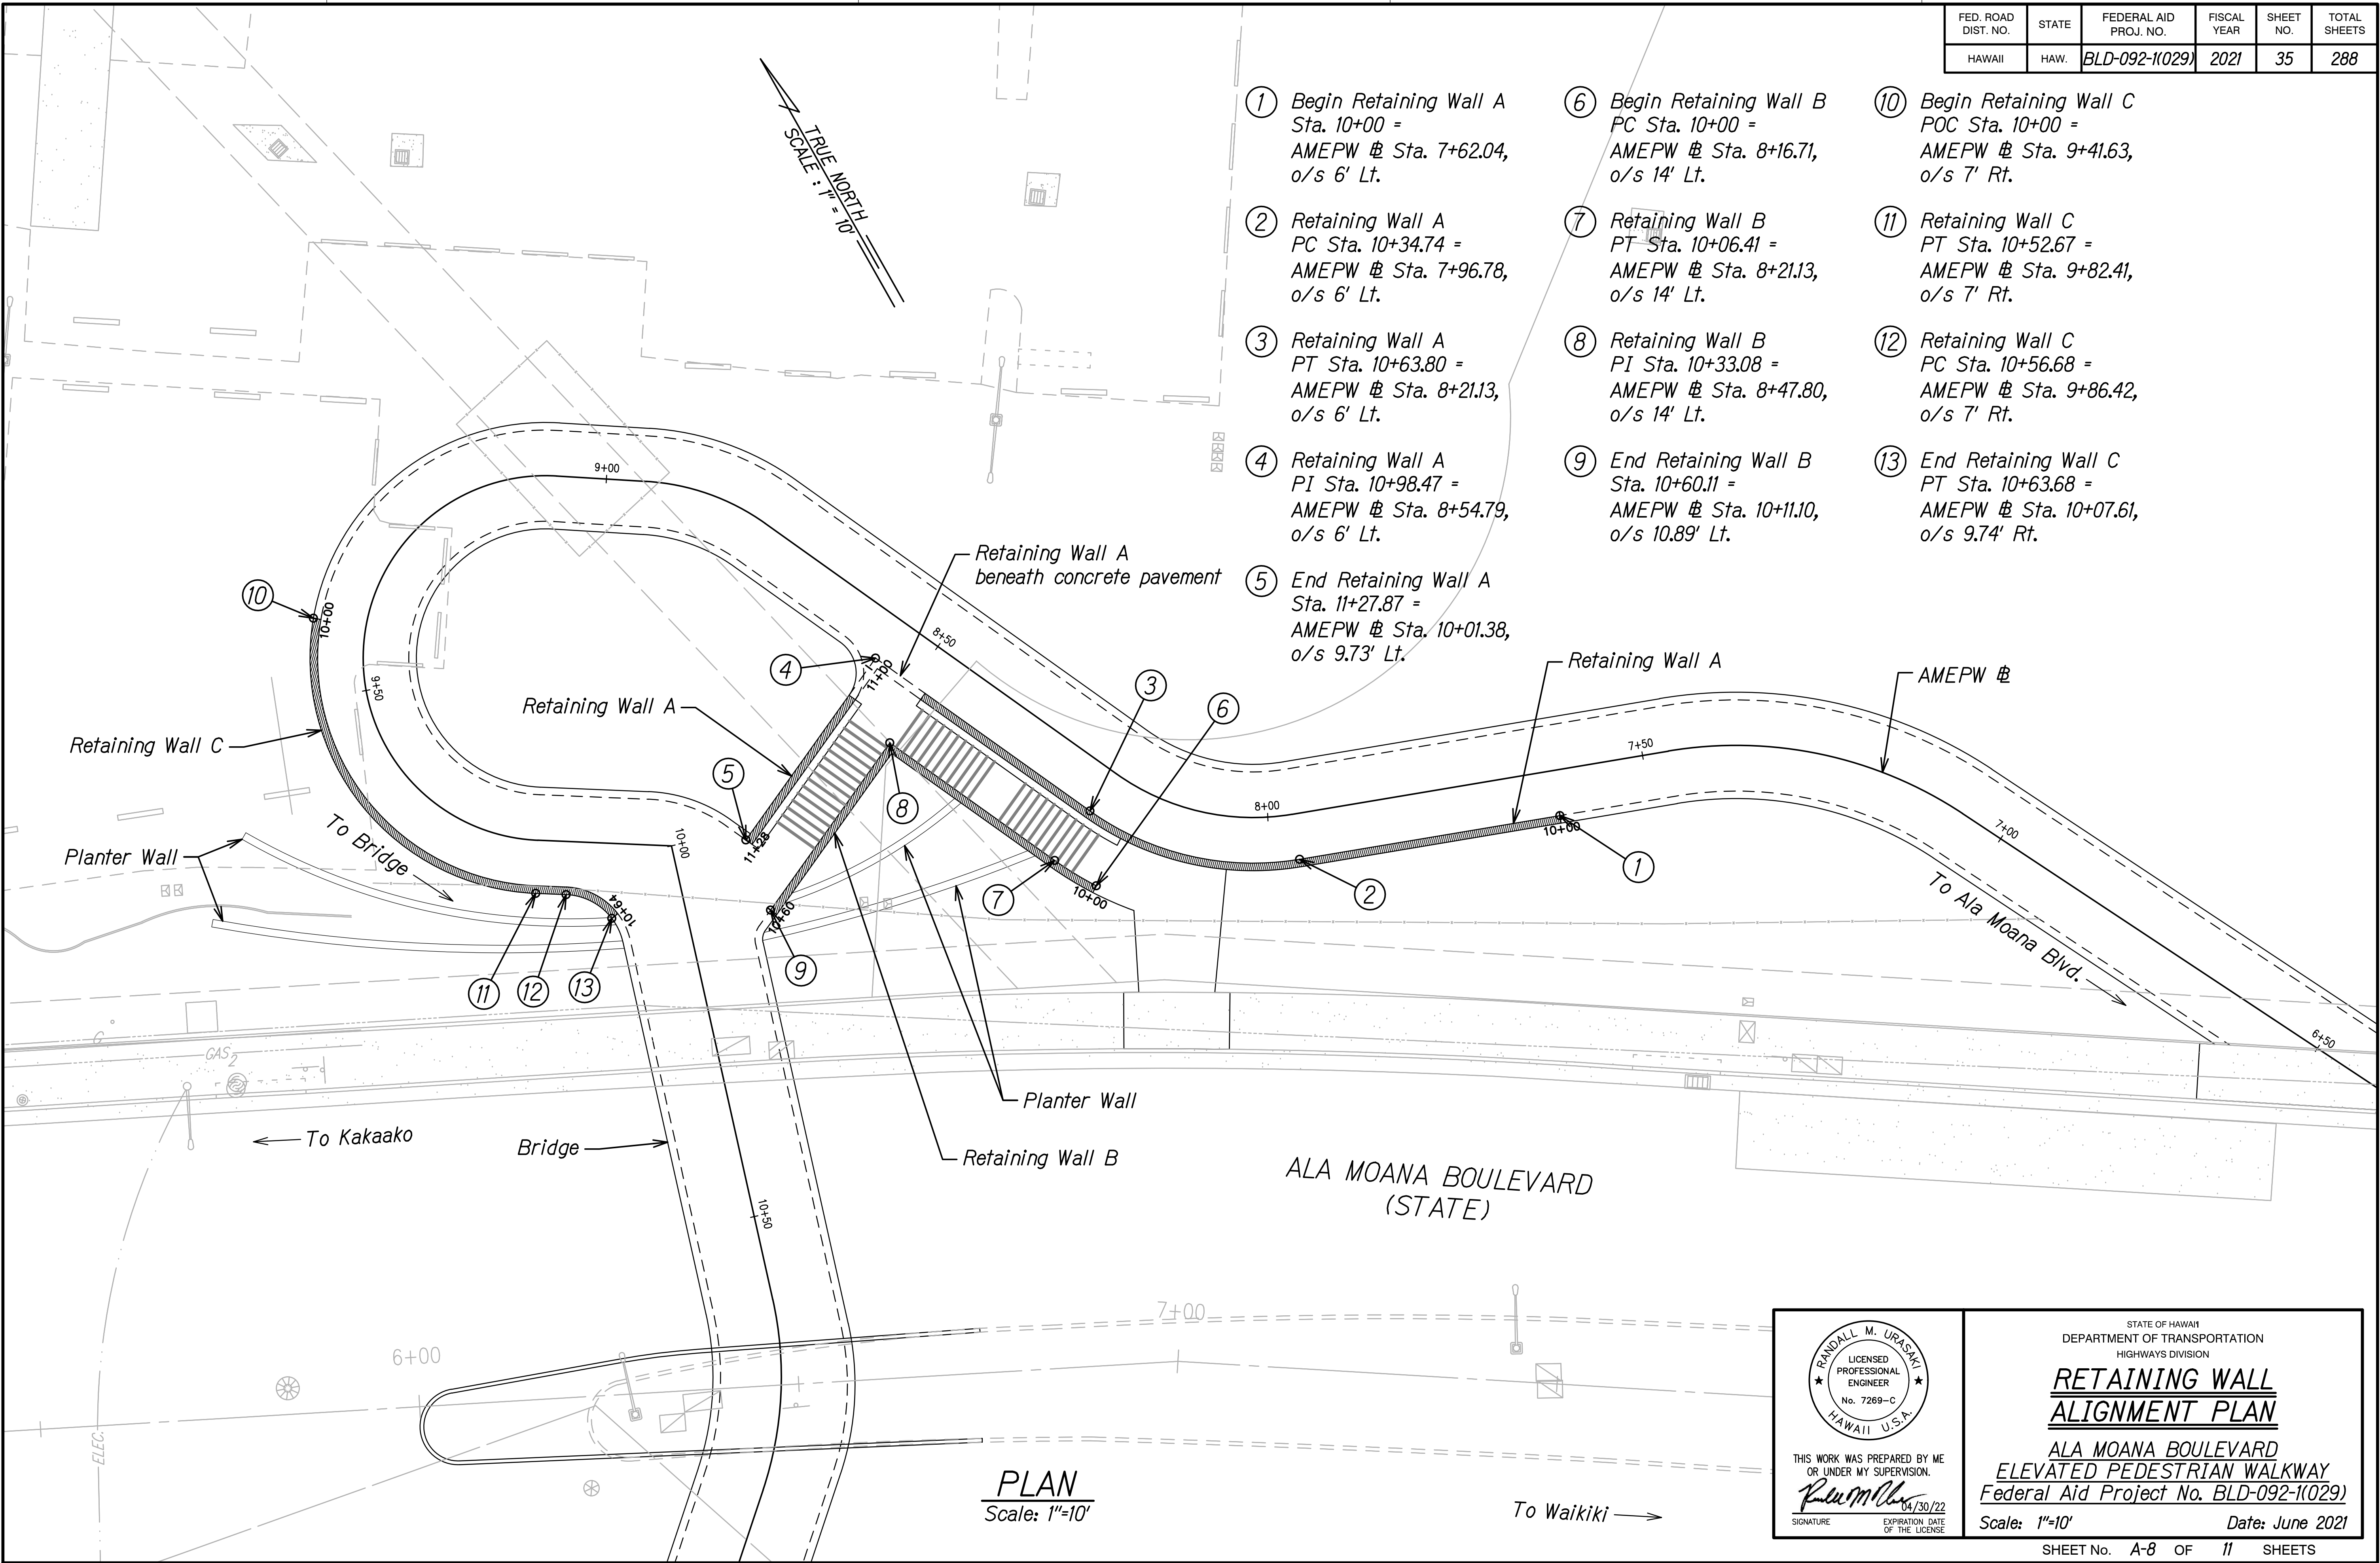 FED. ROAD DIST. NO. STATE FEDERAL AID PROJ. NO. FISCAL YEAR SHEET NO. TOTAL SHEETS
HAWAII HAW. BLD-092-1(029) 2021 35 288
TRUE NORTH
SCALE : 1" = 10'
1 Begin Retaining Wall A
Sta. 10+00 =
AMEPW ℄ Sta. 7+62.04,
o/s 6' Lt.
2 Retaining Wall A
PC Sta. 10+34.74 =
AMEPW ℄ Sta. 7+96.78,
o/s 6' Lt.
3 Retaining Wall A
PT Sta. 10+63.80 =
AMEPW ℄ Sta. 8+21.13,
o/s 6' Lt.
4 Retaining Wall A
PI Sta. 10+98.47 =
AMEPW ℄ Sta. 8+54.79,
o/s 6' Lt.
5 End Retaining Wall A
Sta. 11+27.87 =
AMEPW ℄ Sta. 10+01.38,
o/s 9.73' Lt.
6 Begin Retaining Wall B
PC Sta. 10+00 =
AMEPW ℄ Sta. 8+16.71,
o/s 14' Lt.
7 Retaining Wall B
PT Sta. 10+06.41 =
AMEPW ℄ Sta. 8+21.13,
o/s 14' Lt.
8 Retaining Wall B
PI Sta. 10+33.08 =
AMEPW ℄ Sta. 8+47.80,
o/s 14' Lt.
9 End Retaining Wall B
Sta. 10+60.11 =
AMEPW ℄ Sta. 10+11.10,
o/s 10.89' Lt.
10 Begin Retaining Wall C
POC Sta. 10+00 =
AMEPW ℄ Sta. 9+41.63,
o/s 7' Rt.
11 Retaining Wall C
PT Sta. 10+52.67 =
AMEPW ℄ Sta. 9+82.41,
o/s 7' Rt.
12 Retaining Wall C
PC Sta. 10+56.68 =
AMEPW ℄ Sta. 9+86.42,
o/s 7' Rt.
13 End Retaining Wall C
PT Sta. 10+63.68 =
AMEPW ℄ Sta. 10+07.61,
o/s 9.74' Rt.
9+00
Retaining Wall A
beneath concrete pavement
10
10+00
8+50
4
11+00
Retaining Wall A
AMEPW ℄
3
9+50
Retaining Wall A
6
Retaining Wall C
7+50
5
8
8+00
10+00
7+00
To Bridge
10+00
11+28
Planter Wall
1
2
7
10+00
To Ala Moana Blvd.
10+64
10+60
9
11
12
13
6+50
G
GAS 2
Planter Wall
To Kakaako
Bridge
Retaining Wall B
ALA MOANA BOULEVARD
(STATE)
10+50
7+00
6+00
ELEC.
PLAN
Scale: 1"=10'
To Waikiki
RANDALL M. URASAKI
LICENSED
PROFESSIONAL
ENGINEER
No. 7269-C
HAWAII U.S.A.
THIS WORK WAS PREPARED BY ME
OR UNDER MY SUPERVISION.
04/30/22
SIGNATURE EXPIRATION DATE
OF THE LICENSE
STATE OF HAWAII
DEPARTMENT OF TRANSPORTATION
HIGHWAYS DIVISION
RETAINING WALL
ALIGNMENT PLAN
ALA MOANA BOULEVARD
ELEVATED PEDESTRIAN WALKWAY
Federal Aid Project No. BLD-092-1(029)
Scale: 1"=10' Date: June 2021
SHEET No. A-8 OF 11 SHEETS